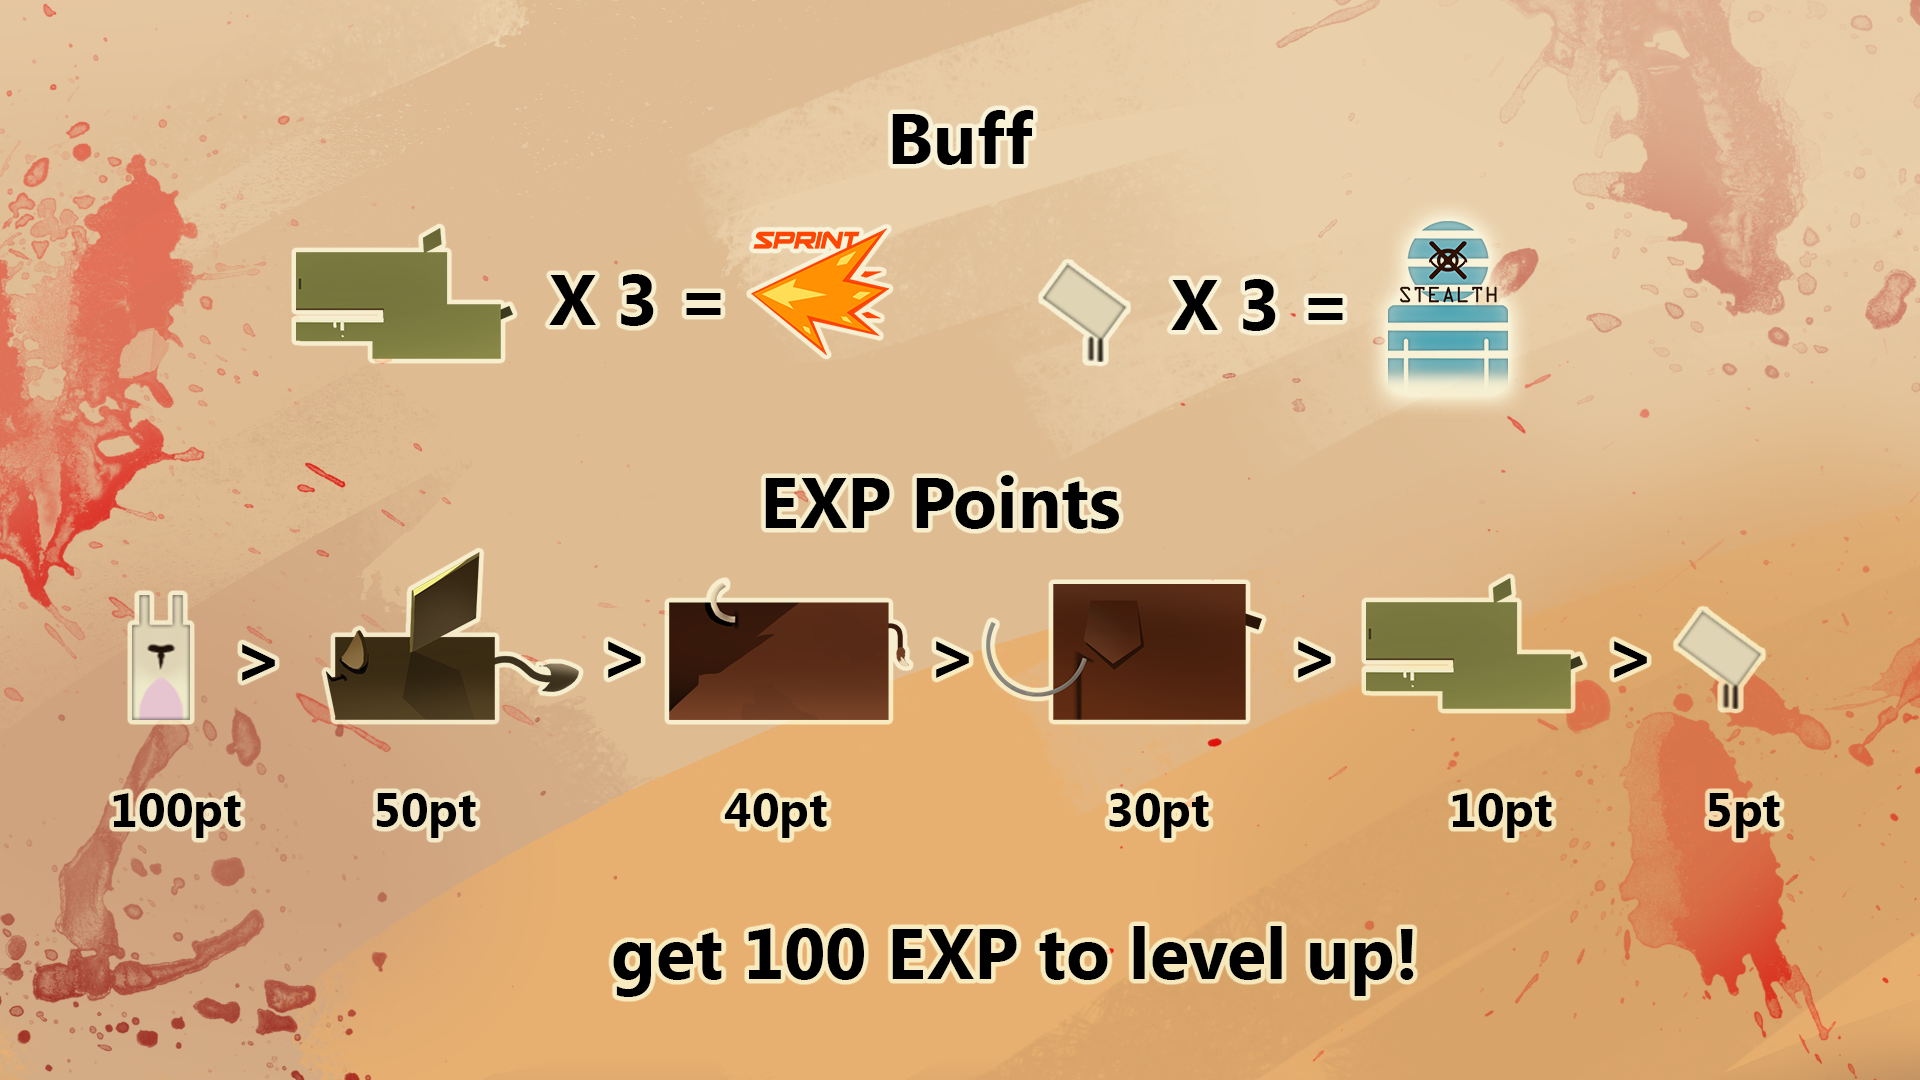 Buff
SPRINT
X 3 =
X 3 =
STEALTH
EXP Points
> > > > >
100pt 50pt 40pt 30pt 10pt 5pt
get 100 EXP to level up!